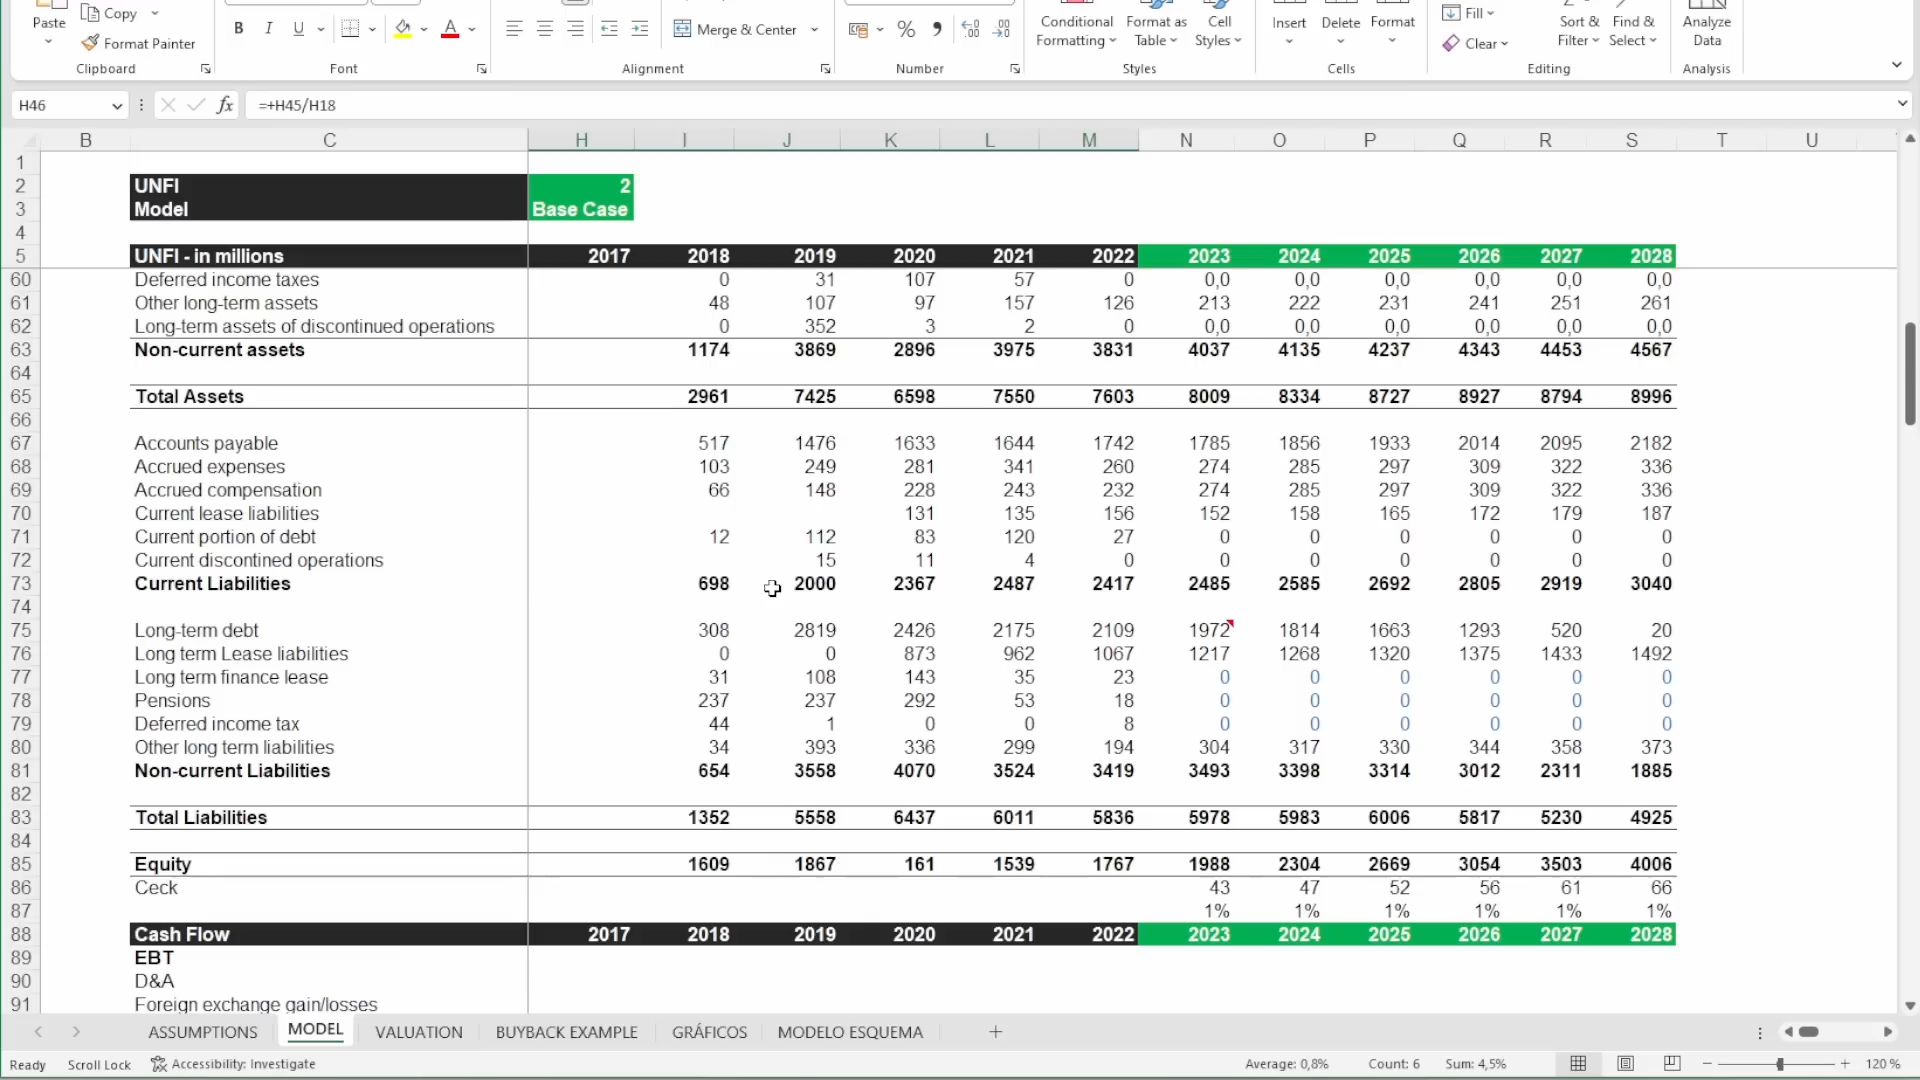 Paste Copy
Format Painter
Clipboard
B I U A
Font
Merge & Center
Alignment
% , 
Number
Conditional Formatting
Format as Table
Cell Styles
Styles
Insert Delete Format
Cells
Fill
Clear
Sort & Filter
Find & Select
Editing
Analyze Data
Analysis
H46 fx =+H45/H18
B C H I J K L M N O P Q R S T U
1
2 UNFI 2
3 Model Base Case
4
5 UNFI - in millions 2017 2018 2019 2020 2021 2022 2023 2024 2025 2026 2027 2028
60 Deferred income taxes 0 31 107 57 0 0,0 0,0 0,0 0,0 0,0 0,0
61 Other long-term assets 48 107 97 157 126 213 222 231 241 251 261
62 Long-term assets of discontinued operations 0 352 3 2 0 0,0 0,0 0,0 0,0 0,0 0,0
63 Non-current assets 1174 3869 2896 3975 3831 4037 4135 4237 4343 4453 4567
64
65 Total Assets 2961 7425 6598 7550 7603 8009 8334 8727 8927 8794 8996
66
67 Accounts payable 517 1476 1633 1644 1742 1785 1856 1933 2014 2095 2182
68 Accrued expenses 103 249 281 341 260 274 285 297 309 322 336
69 Accrued compensation 66 148 228 243 232 274 285 297 309 322 336
70 Current lease liabilities 131 135 156 152 158 165 172 179 187
71 Current portion of debt 12 112 83 120 27 0 0 0 0 0 0
72 Current discontined operations 15 11 4 0 0 0 0 0 0 0
73 Current Liabilities 698 2000 2367 2487 2417 2485 2585 2692 2805 2919 3040
74
75 Long-term debt 308 2819 2426 2175 2109 1972 1814 1663 1293 520 20
76 Long term Lease liabilities 0 0 873 962 1067 1217 1268 1320 1375 1433 1492
77 Long term finance lease 31 108 143 35 23 0 0 0 0 0 0
78 Pensions 237 237 292 53 18 0 0 0 0 0 0
79 Deferred income tax 44 1 0 0 8 0 0 0 0 0 0
80 Other long term liabilities 34 393 336 299 194 304 317 330 344 358 373
81 Non-current Liabilities 654 3558 4070 3524 3419 3493 3398 3314 3012 2311 1885
82
83 Total Liabilities 1352 5558 6437 6011 5836 5978 5983 6006 5817 5230 4925
84
85 Equity 1609 1867 161 1539 1767 1988 2304 2669 3054 3503 4006
86 Ceck 43 47 52 56 61 66
87 1% 1% 1% 1% 1% 1%
88 Cash Flow 2017 2018 2019 2020 2021 2022 2023 2024 2025 2026 2027 2028
89 EBT
90 D&A
91 Foreign exchange gain/losses
ASSUMPTIONS MODEL VALUATION BUYBACK EXAMPLE GRÁFICOS MODELO ESQUEMA +
Ready Scroll Lock Accessibility: Investigate Average: 0,8% Count: 6 Sum: 4,5% 120 %